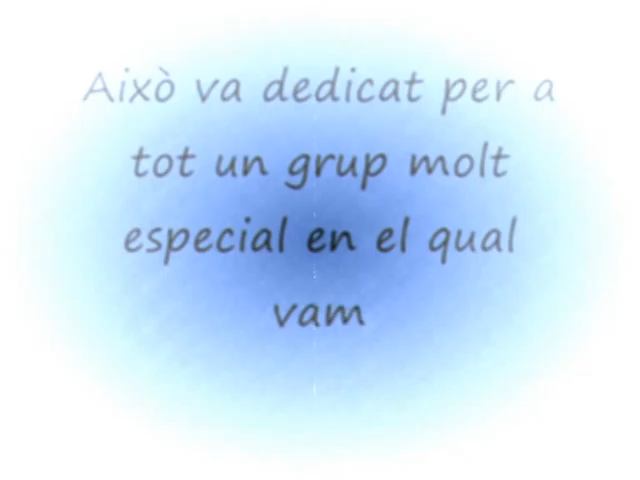 Això va dedicat per a
tot un grup molt
especial en el qual
vam